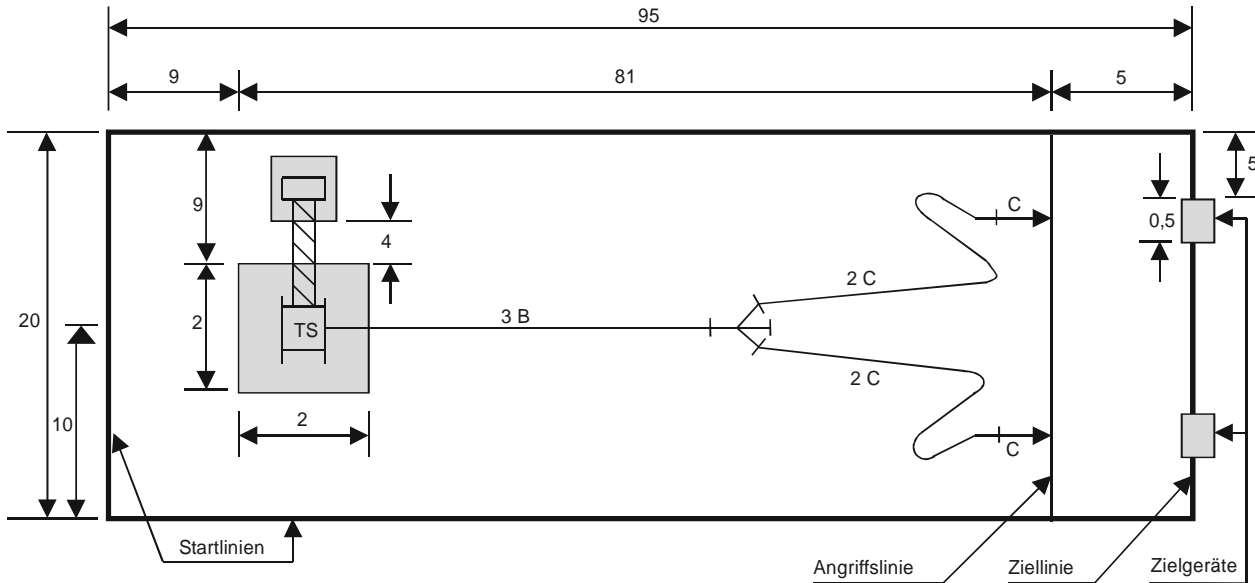 95
9
81
5
5
9
C
0,5
4
2 C
20
2
TS
3 B
10
2 C
2
C
Startlinien
Angriffslinie
Ziellinie
Zielgeräte